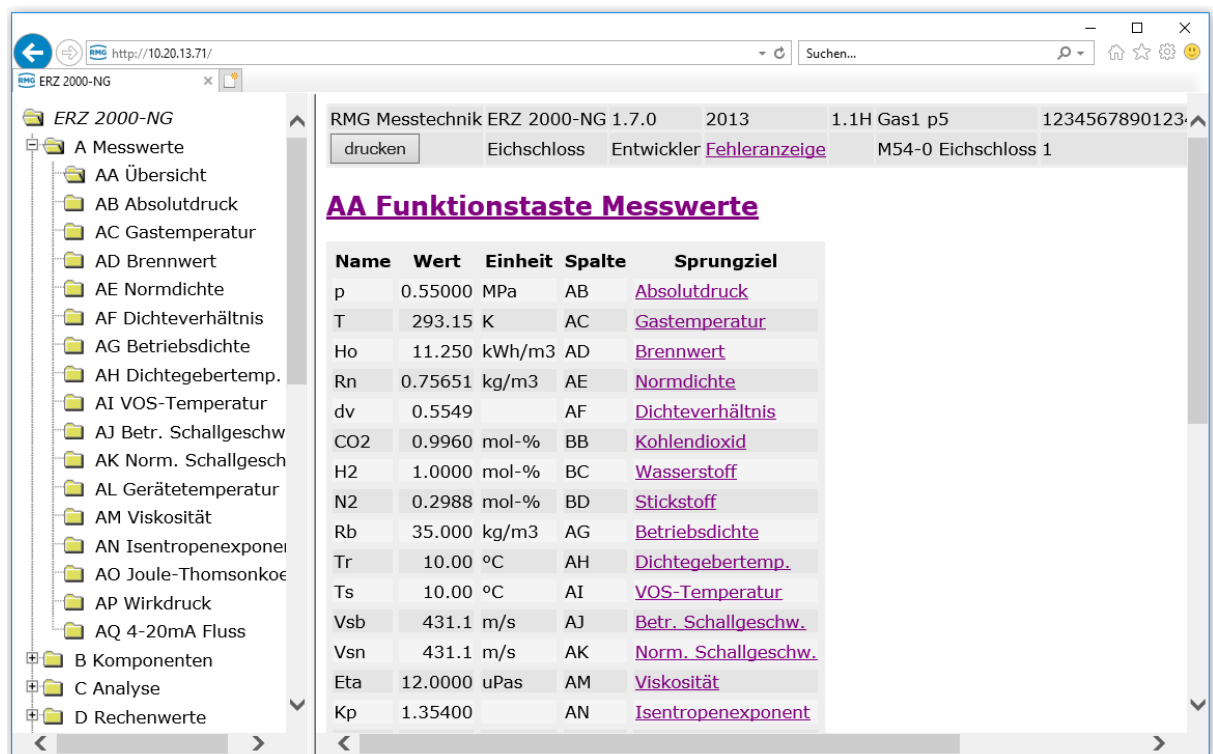 http://10.20.13.71/
Suchen...
RMG ERZ 2000-NG
ERZ 2000-NG
A Messwerte
AA Übersicht
AB Absolutdruck
AC Gastemperatur
AD Brennwert
AE Normdichte
AF Dichteverhältnis
AG Betriebsdichte
AH Dichtegebertemp.
AI VOS-Temperatur
AJ Betr. Schallgeschw
AK Norm. Schallgesch
AL Gerätetemperatur
AM Viskosität
AN Isentropenexponei
AO Joule-Thomsonkoe
AP Wirkdruck
AQ 4-20mA Fluss
B Komponenten
C Analyse
D Rechenwerte
RMG Messtechnik ERZ 2000-NG 1.7.0 2013 1.1H Gas1 p5 12345678901234
drucken Eichschloss Entwickler Fehleranzeige M54-0 Eichschloss 1
AA Funktionstaste Messwerte
Name Wert Einheit Spalte Sprungziel
p 0.55000 MPa AB Absolutdruck
T 293.15 K AC Gastemperatur
Ho 11.250 kWh/m3 AD Brennwert
Rn 0.75651 kg/m3 AE Normdichte
dv 0.5549 AF Dichteverhältnis
CO2 0.9960 mol-% BB Kohlendioxid
H2 1.0000 mol-% BC Wasserstoff
N2 0.2988 mol-% BD Stickstoff
Rb 35.000 kg/m3 AG Betriebsdichte
Tr 10.00 ºC AH Dichtegebertemp.
Ts 10.00 ºC AI VOS-Temperatur
Vsb 431.1 m/s AJ Betr. Schallgeschw.
Vsn 431.1 m/s AK Norm. Schallgeschw.
Eta 12.0000 uPas AM Viskosität
Kp 1.35400 AN Isentropenexponent